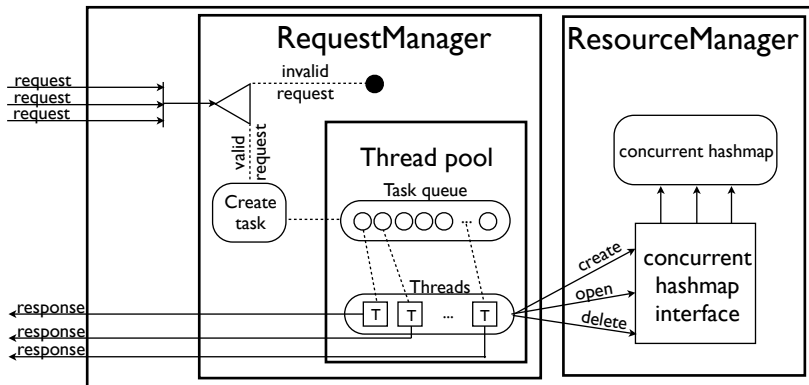 RequestManager
ResourceManager
request
request
request
invalid
request
valid
request
Thread pool
Task queue
Create
task
...
concurrent hashmap
create
open
delete
concurrent
hashmap
interface
Threads
T
T
...
T
response
response
response